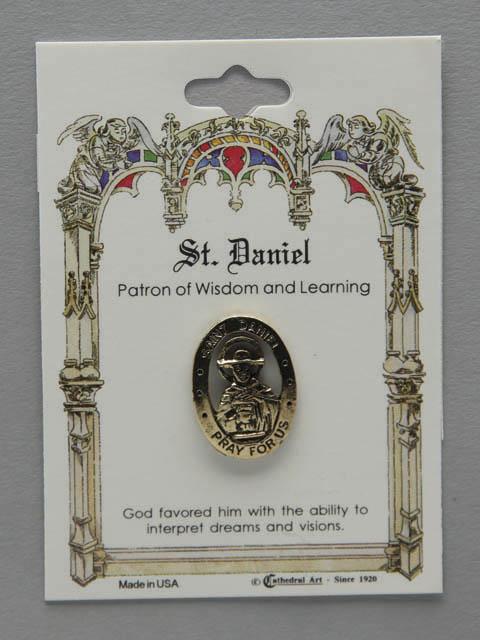 St. Daniel
Patron of Wisdom and Learning
SAINT DANIEL
PRAY FOR US
God favored him with the ability to
interpret dreams and visions.
Made in USA
© Cathedral Art - Since 1920